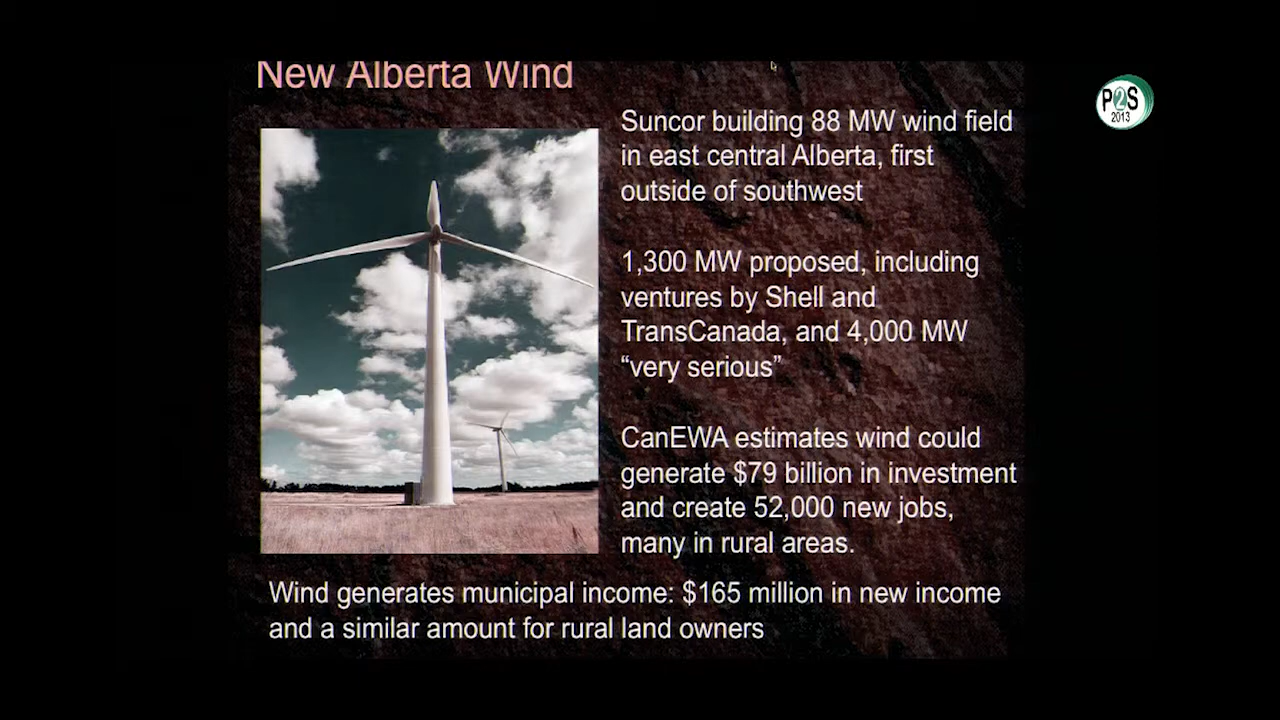 New Alberta Wind
P2S
2013
Suncor building 88 MW wind field
in east central Alberta, first
outside of southwest
1,300 MW proposed, including
ventures by Shell and
TransCanada, and 4,000 MW
“very serious”
CanEWA estimates wind could
generate $79 billion in investment
and create 52,000 new jobs,
many in rural areas.
Wind generates municipal income: $165 million in new income
and a similar amount for rural land owners